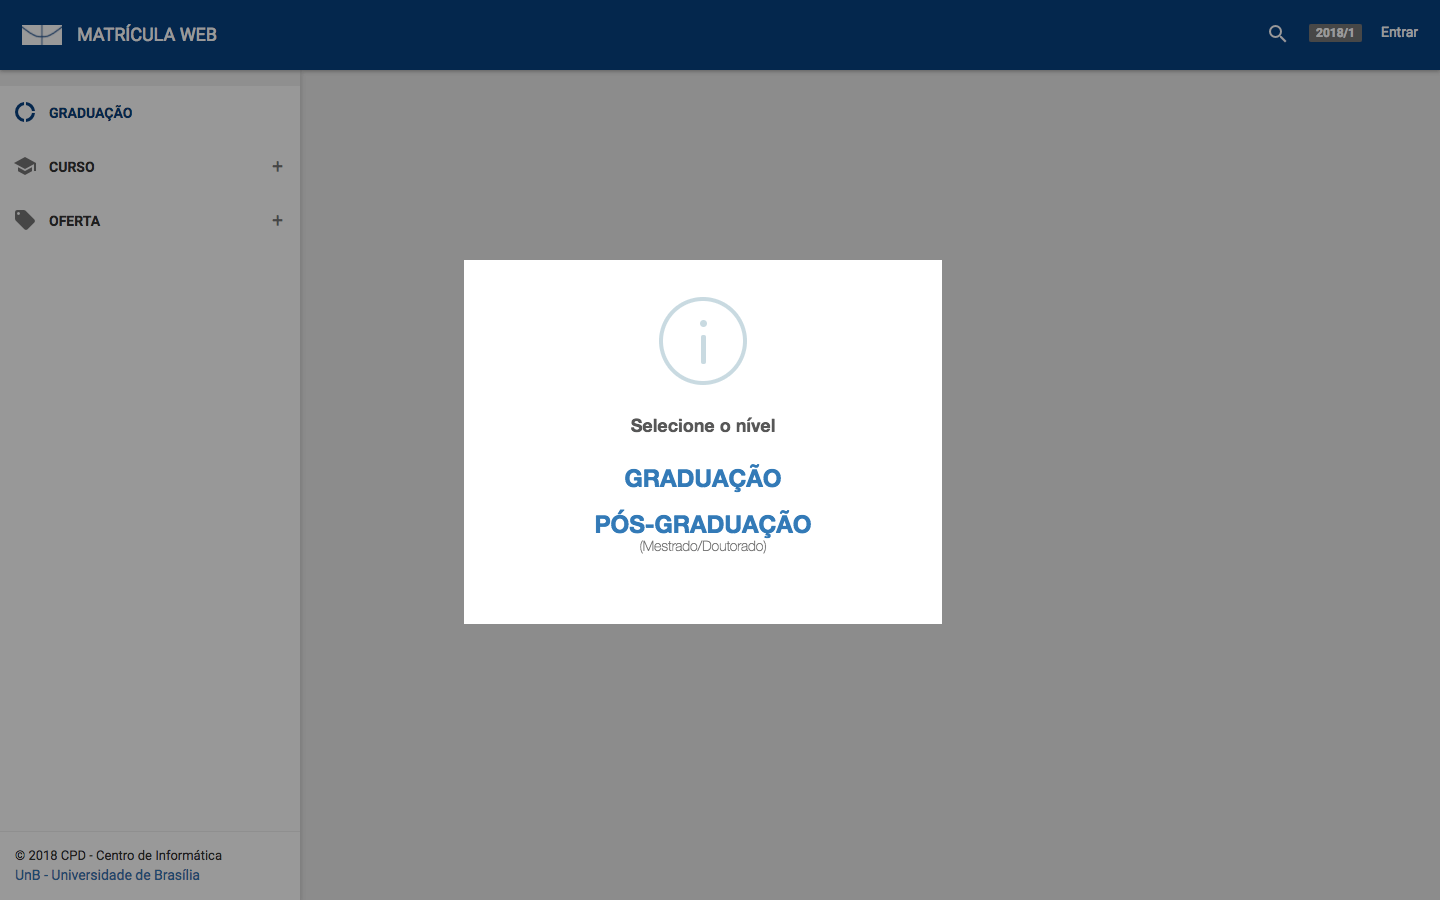 MATRÍCULA WEB
2018/1
Entrar
GRADUAÇÃO
CURSO
+
OFERTA
+
Selecione o nível
GRADUAÇÃO
PÓS-GRADUAÇÃO
(Mestrado/Doutorado)
© 2018 CPD - Centro de Informática
UnB - Universidade de Brasília